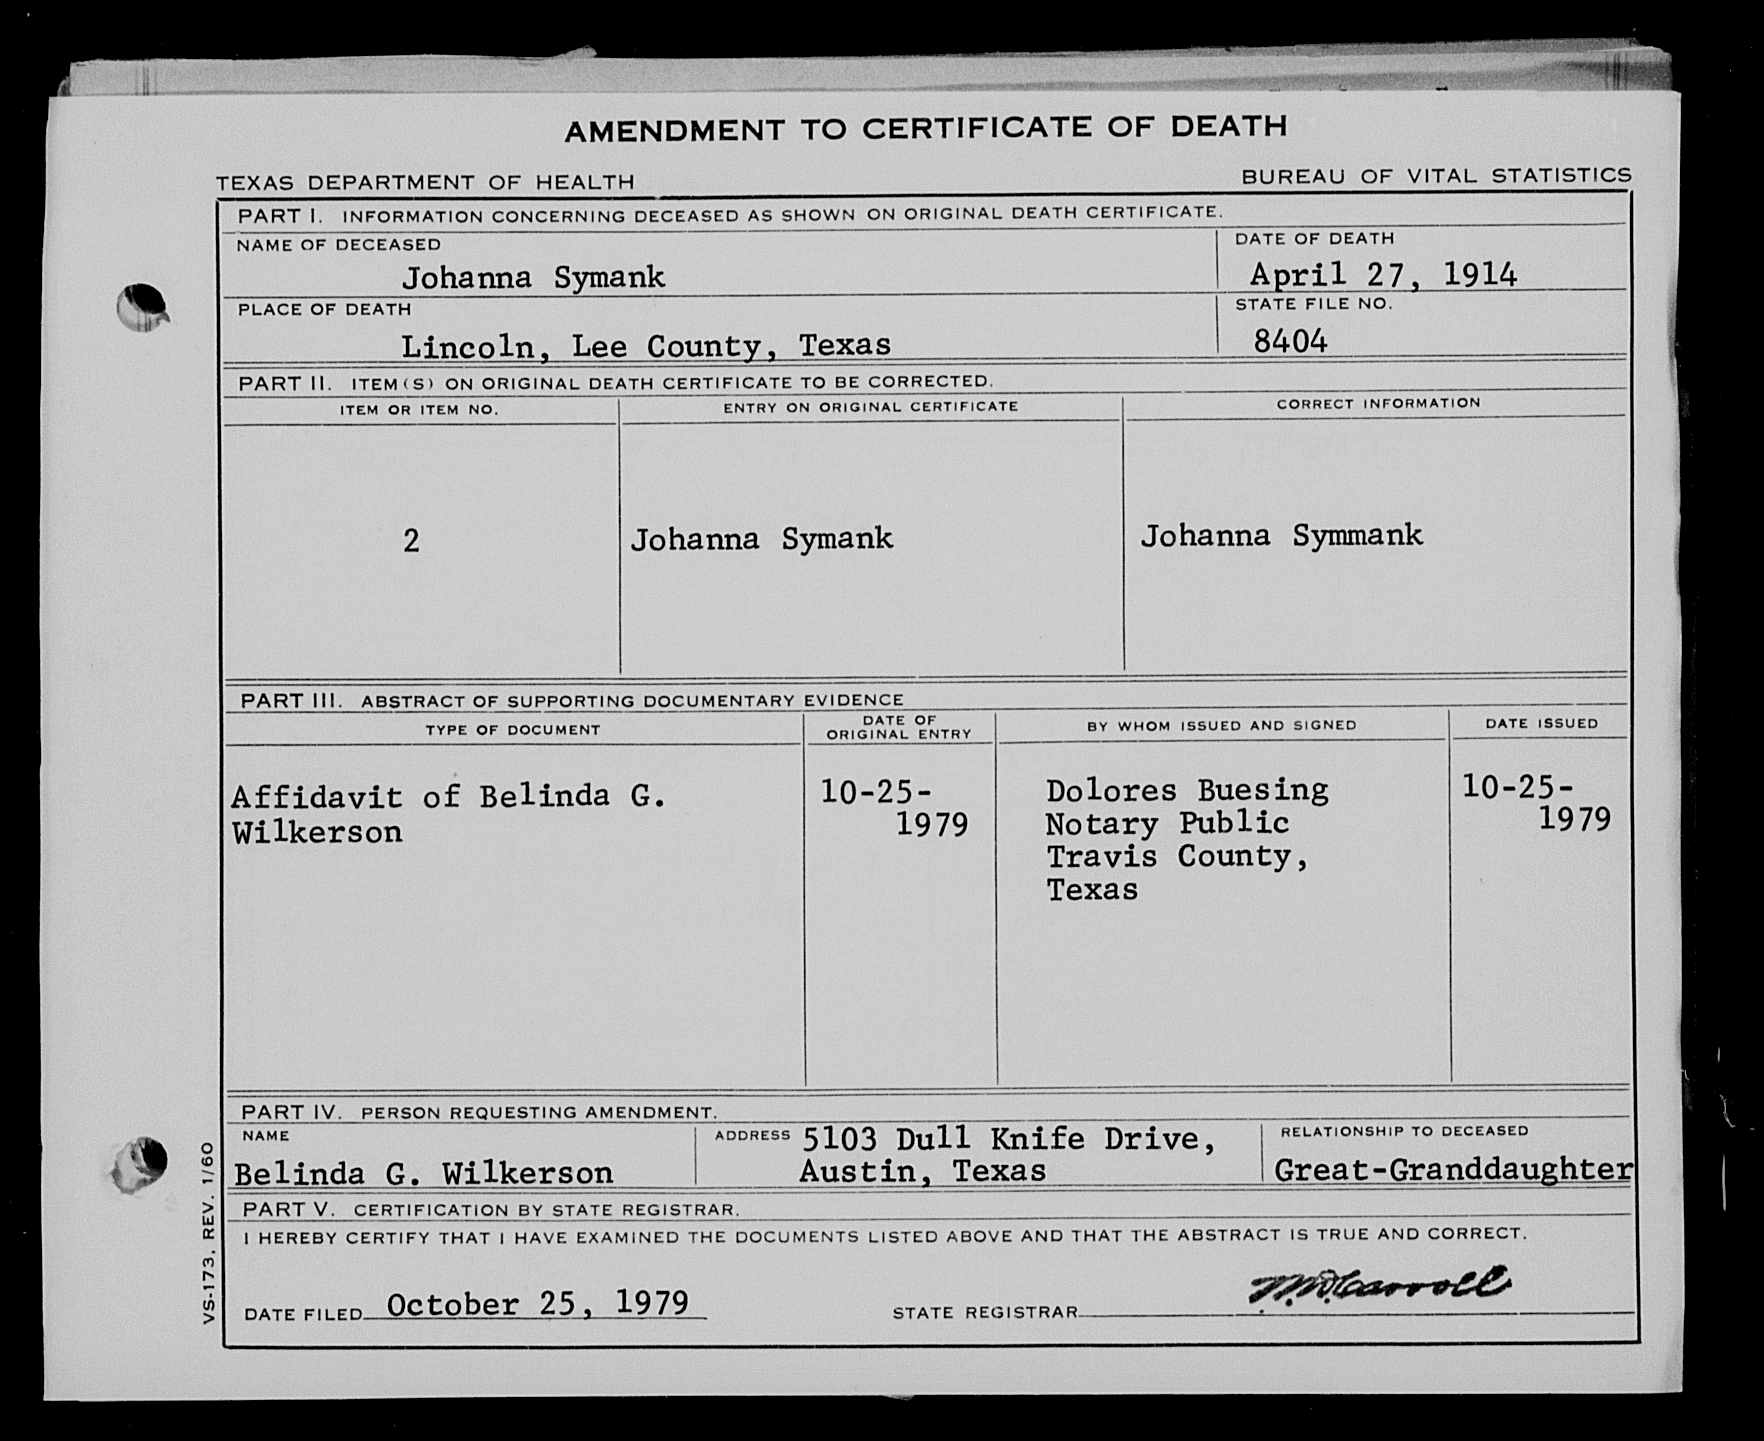 AMENDMENT TO CERTIFICATE OF DEATH
TEXAS DEPARTMENT OF HEALTH BUREAU OF VITAL STATISTICS
PART I. INFORMATION CONCERNING DECEASED AS SHOWN ON ORIGINAL DEATH CERTIFICATE.
NAME OF DECEASED DATE OF DEATH
Johanna Symank April 27, 1914
PLACE OF DEATH STATE FILE NO.
Lincoln, Lee County, Texas 8404
PART II. ITEM(S) ON ORIGINAL DEATH CERTIFICATE TO BE CORRECTED.
ITEM OR ITEM NO. ENTRY ON ORIGINAL CERTIFICATE CORRECT INFORMATION
2 Johanna Symank Johanna Symmank
PART III. ABSTRACT OF SUPPORTING DOCUMENTARY EVIDENCE
TYPE OF DOCUMENT DATE OF ORIGINAL ENTRY BY WHOM ISSUED AND SIGNED DATE ISSUED
Affidavit of Belinda G. 10-25- Dolores Buesing 10-25-
Wilkerson 1979 Notary Public 1979
Travis County,
Texas
PART IV. PERSON REQUESTING AMENDMENT.
NAME ADDRESS 5103 Dull Knife Drive, RELATIONSHIP TO DECEASED
Belinda G. Wilkerson Austin, Texas Great-Granddaughter
PART V. CERTIFICATION BY STATE REGISTRAR.
I HEREBY CERTIFY THAT I HAVE EXAMINED THE DOCUMENTS LISTED ABOVE AND THAT THE ABSTRACT IS TRUE AND CORRECT.
DATE FILED October 25, 1979 STATE REGISTRAR Carroll
VS-173, REV. 1/60